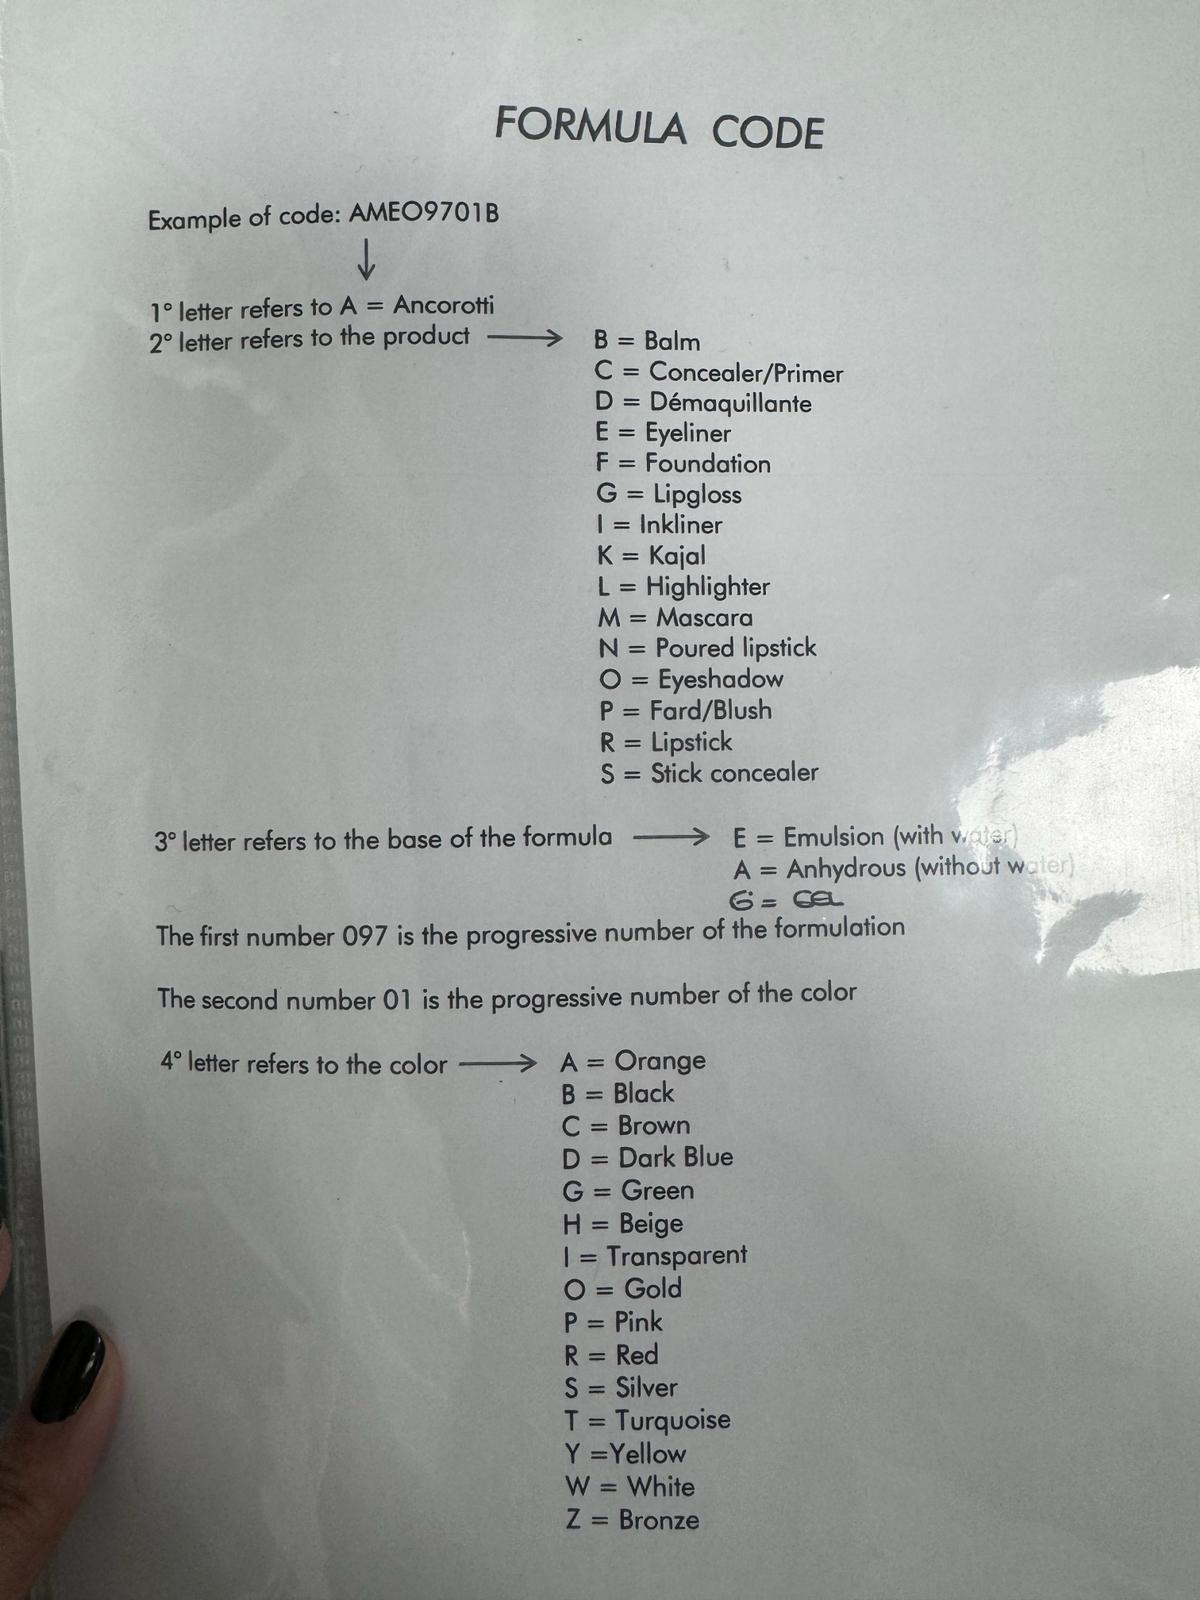 FORMULA CODE
Example of code: AMEO9701B
↓
1° letter refers to A = Ancorotti
2° letter refers to the product →
B = Balm
C = Concealer/Primer
D = Démaquillante
E = Eyeliner
F = Foundation
G = Lipgloss
I = Inkliner
K = Kajal
L = Highlighter
M = Mascara
N = Poured lipstick
O = Eyeshadow
P = Fard/Blush
R = Lipstick
S = Stick concealer
3° letter refers to the base of the formula → E = Emulsion (with water)
A = Anhydrous (without water)
G = GEL
The first number 097 is the progressive number of the formulation
The second number 01 is the progressive number of the color
4° letter refers to the color → A = Orange
B = Black
C = Brown
D = Dark Blue
G = Green
H = Beige
I = Transparent
O = Gold
P = Pink
R = Red
S = Silver
T = Turquoise
Y =Yellow
W = White
Z = Bronze